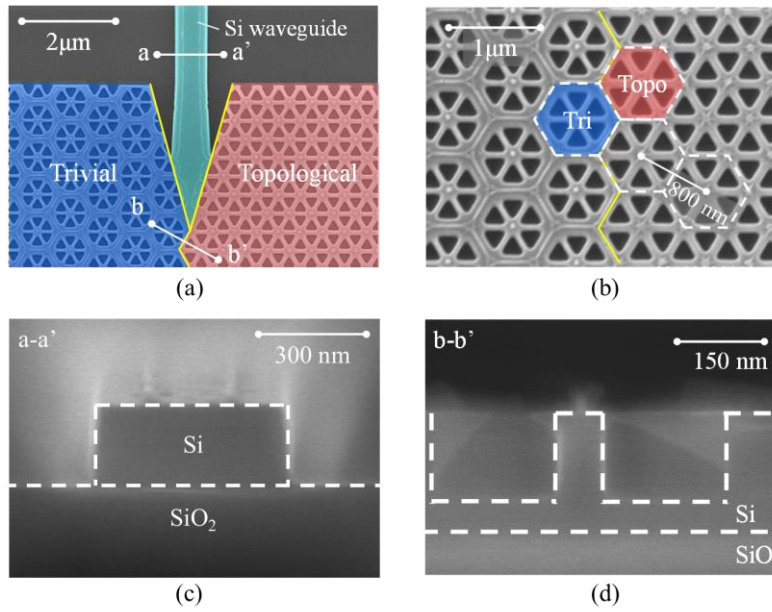 2μm
Si waveguide
a
a'
Trivial
Topological
b
b'
(a)
1μm
Topo
Tri
800 nm
(b)
a-a'
300 nm
Si
SiO2
(c)
b-b'
150 nm
Si
SiO
(d)